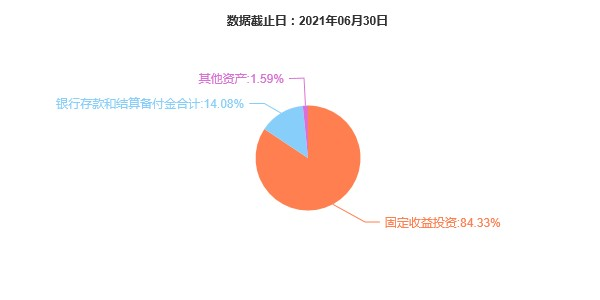 数据截止日：2021年06月30日
其他资产:1.59%
银行存款和结算备付金合计:14.08%
固定收益投资:84.33%